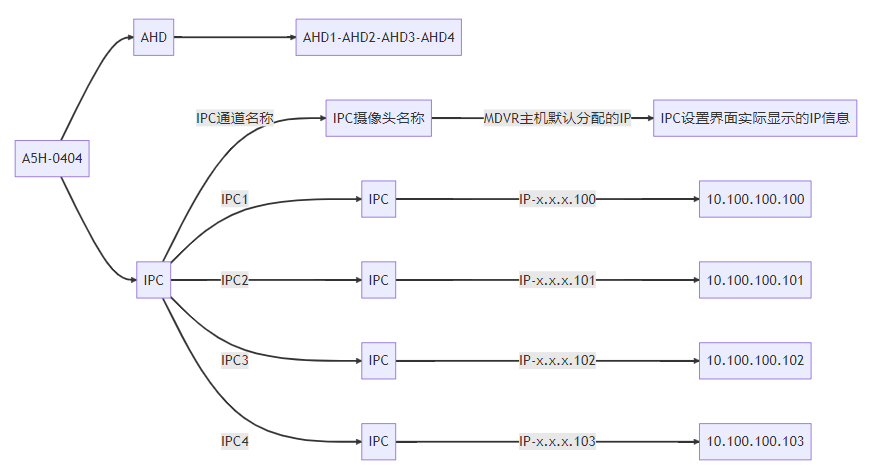 AHD
AHD1-AHD2-AHD3-AHD4
IPC通道名称
IPC摄像头名称
MDVR主机默认分配的IP
IPC设置界面实际显示的IP信息
A5H-0404
IPC1
IPC
IP-x.x.x.100
10.100.100.100
IPC
IPC2
IPC
IP-x.x.x.101
10.100.100.101
IPC3
IPC
IP-x.x.x.102
10.100.100.102
IPC4
IPC
IP-x.x.x.103
10.100.100.103